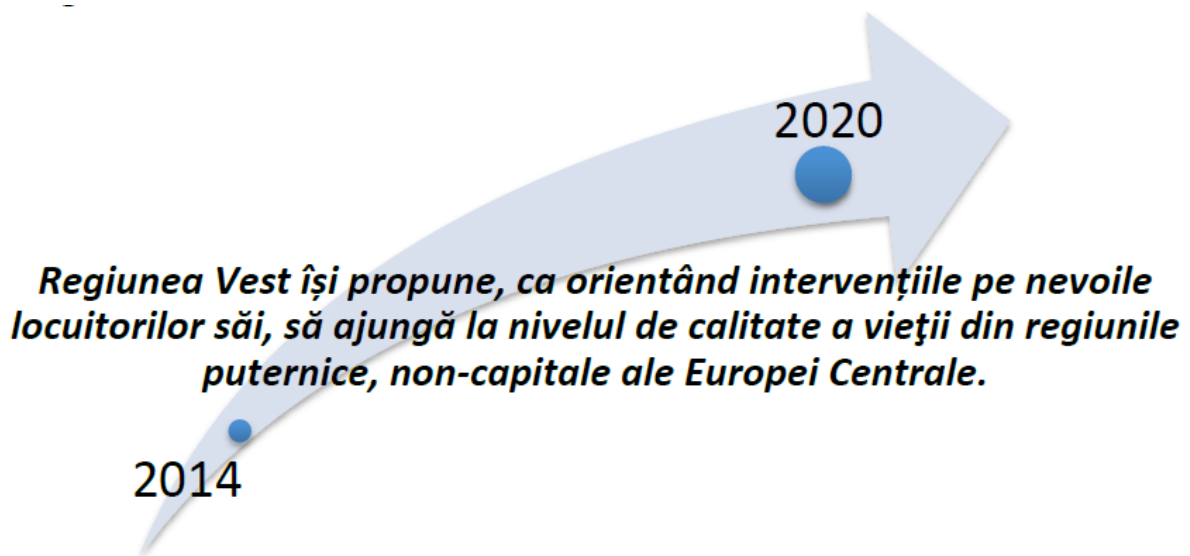 2020
Regiunea Vest își propune, ca orientând intervențiile pe nevoile
locuitorilor săi, să ajungă la nivelul de calitate a vieţii din regiunile
puternice, non-capitale ale Europei Centrale.
2014